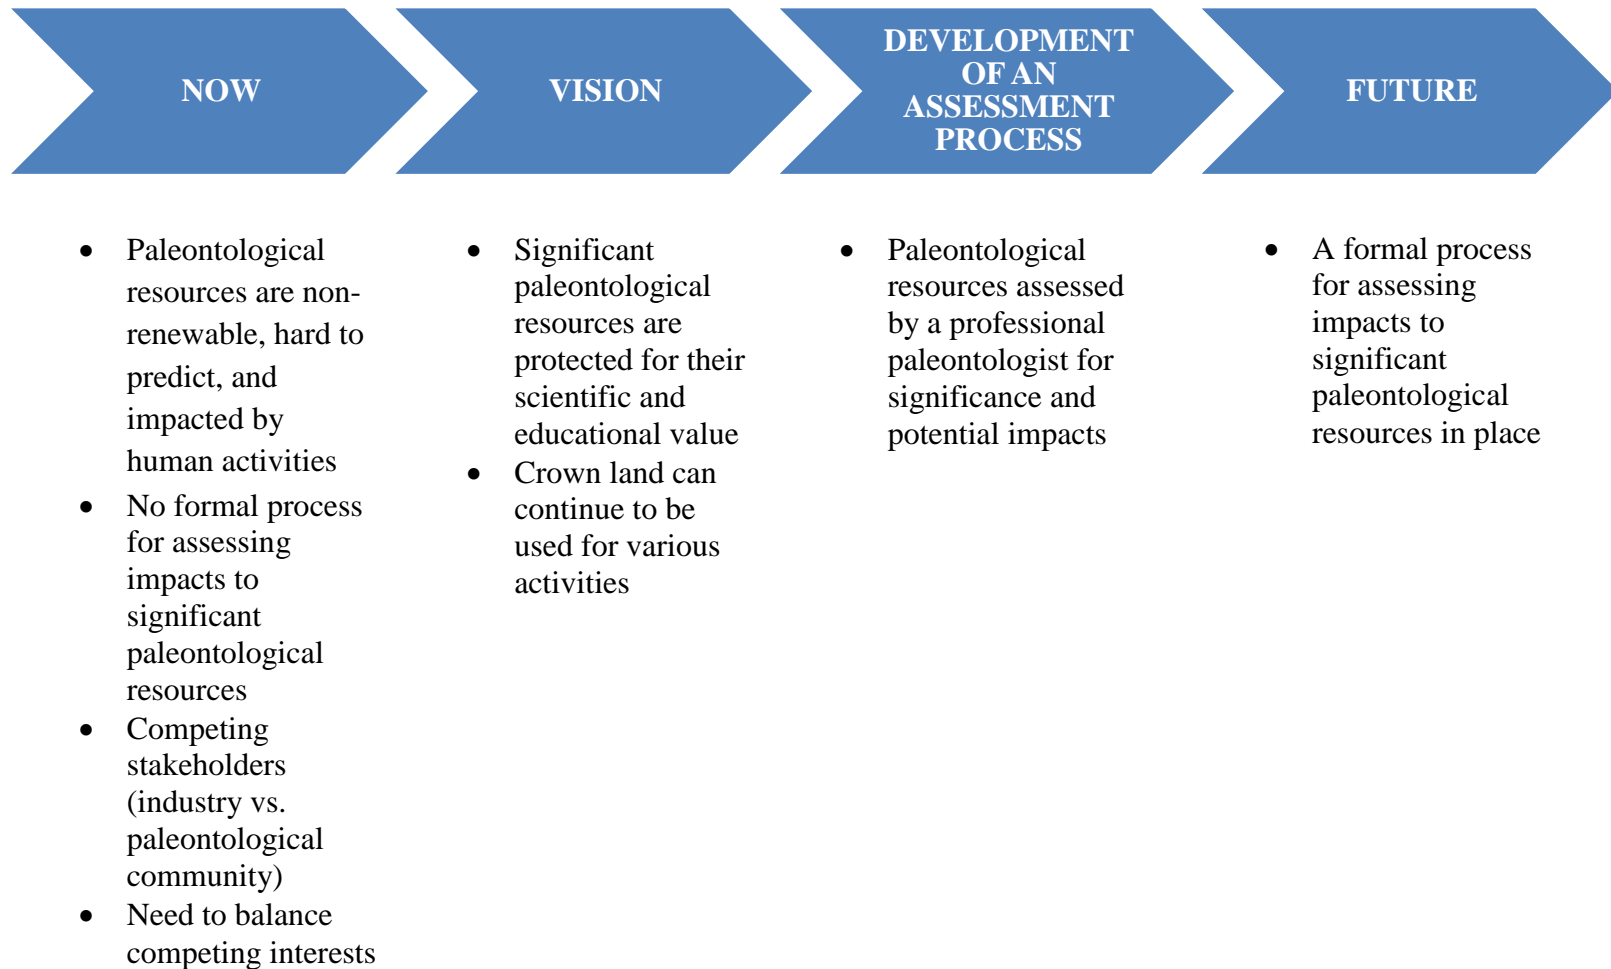 NOW
VISION
DEVELOPMENT
OF AN
ASSESSMENT
PROCESS
FUTURE
• Paleontological
resources are non-
renewable, hard to
predict, and
impacted by
human activities
• No formal process
for assessing
impacts to
significant
paleontological
resources
• Competing
stakeholders
(industry vs.
paleontological
community)
• Need to balance
competing interests
• Significant
paleontological
resources are
protected for their
scientific and
educational value
• Crown land can
continue to be
used for various
activities
• Paleontological
resources assessed
by a professional
paleontologist for
significance and
potential impacts
• A formal process
for assessing
impacts to
significant
paleontological
resources in place